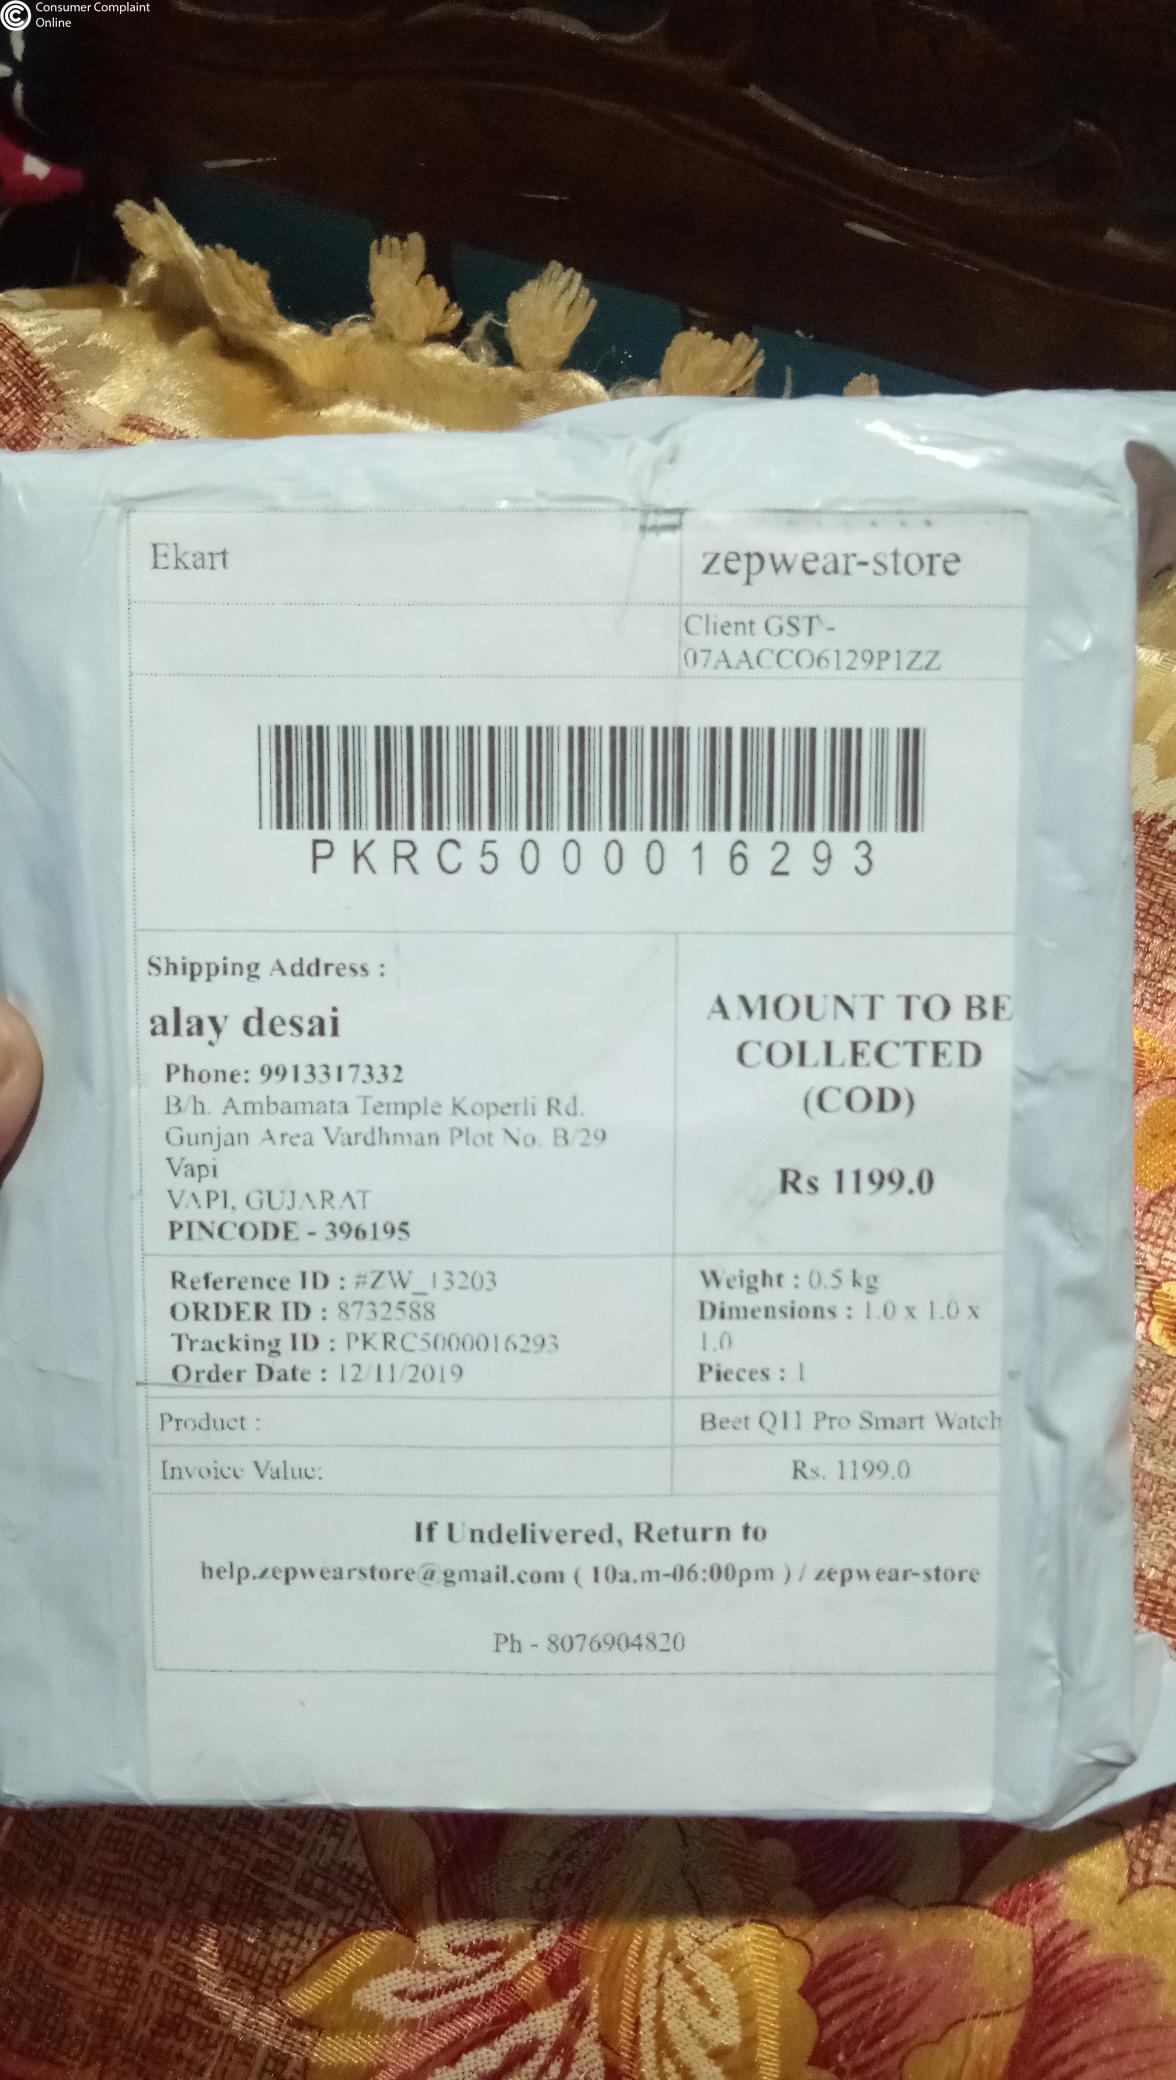 Consumer Complaint
Online
Ekart
zepwear-store
Client GST -
07AACCO6129P1ZZ
PKRC5000016293
Shipping Address :
alay desai
Phone: 9913317332
B/h. Ambamata Temple Koperli Rd.
Gunjan Area Vardhman Plot No. B/29
Vapi
VAPI, GUJARAT
PINCODE - 396195
AMOUNT TO BE
COLLECTED
(COD)
Rs 1199.0
Reference ID : #ZW_13203
ORDER ID : 8732588
Tracking ID : PKRC5000016293
Order Date : 12/11/2019
Weight : 0.5 kg
Dimensions : 1.0 x 1.0 x
1.0
Pieces : 1
Product :
Beet Q11 Pro Smart Watch
Invoice Value:
Rs. 1199.0
If Undelivered, Return to
help.zepwearstore@gmail.com ( 10a.m-06:00pm ) / zepwear-store
Ph - 8076904820